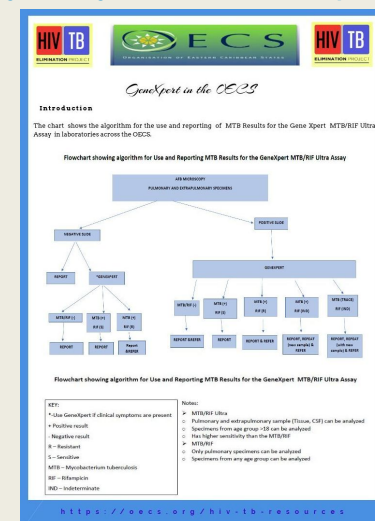 HIV TB
ELIMINATION PROJECT
OECS
ORGANISATION OF EASTERN CARIBBEAN STATES
HIV TB
ELIMINATION PROJECT
GeneXpert in the OECS
Introduction
The chart shows the algorithm for the use and reporting of MTB Results for the Gene Xpert MTB/RIF Ultra
Assay in laboratories across the OECS.
Flowchart showing algorithm for Use and Reporting MTB Results for the GeneXpert MTB/RIF Ultra Assay
AFB MICROSCOPY
PULMONARY AND EXTRAPULMONARY SPECIMENS
NEGATIVE SLIDE
POSITIVE SLIDE
REPORT
*GENEXPERT
GENEXPERT
MTB/RIF (-)
MTB (+)
RIF (S)
MTB (+)
RIF (R)
MTB/RIF (-)
MTB (+)
RIF (S)
MTB (+)
RIF (R)
MTB (+)
RIF (IND)
MTB (TRACE)
RIF (IND)
REPORT
REPORT
Report
&REFER
REPORT &REFER
REPORT
REPORT & REFER
REPORT, REPEAT
(new sample) &
REFER
REPORT, REPEAT
(with two
sample) & REFER
Flowchart showing algorithm for Use and Reporting MTB Results for the GeneXpert MTB/RIF Ultra Assay
KEY:
*-Use GeneXpert if clinical symptoms are present
+ Positive result
- Negative result
R – Resistant
S – Sensitive
MTB – Mycobacterium tuberculosis
RIF – Rifampicin
IND – Indeterminate
Notes:
➢ MTB/RIF Ultra
o Pulmonary and extrapulmonary sample (Tissue, CSF) can be analyzed
o Specimens from age group >18 can be analyzed
o Has higher sensitivity than the MTB/RIF
➢ MTB/RIF
o Only pulmonary specimens can be analyzed
o Specimens from any age group can be analyzed
https://oecs.org/hiv-tb-resources